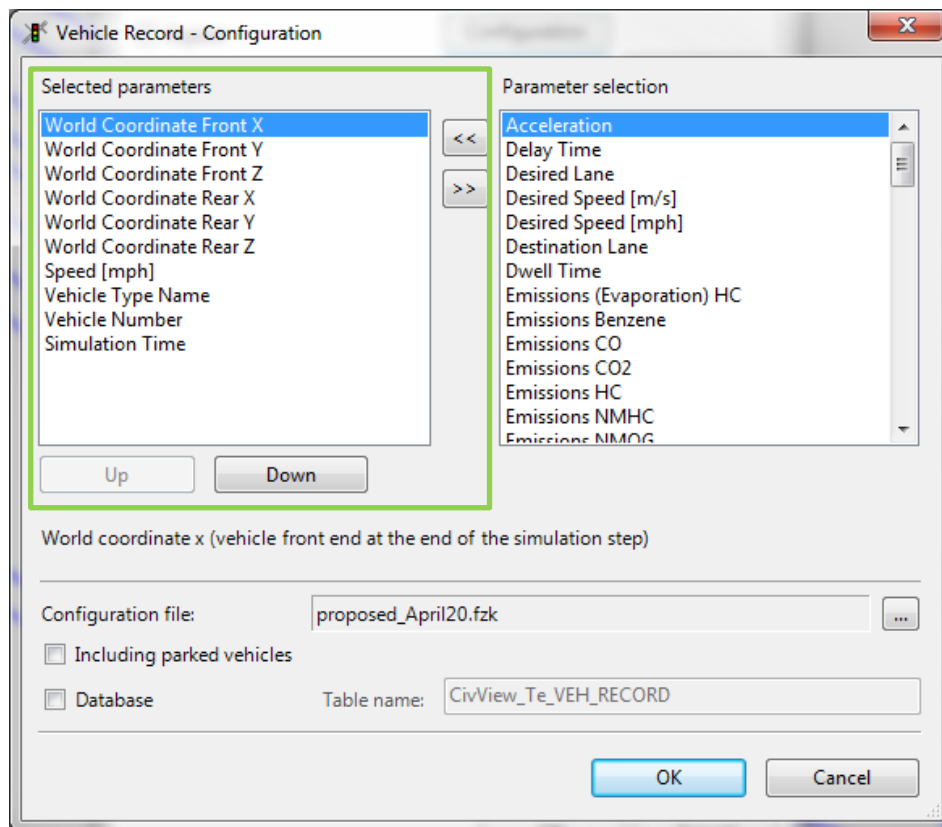 Vehicle Record - Configuration
Selected parameters
World Coordinate Front X
World Coordinate Front Y
World Coordinate Front Z
World Coordinate Rear X
World Coordinate Rear Y
World Coordinate Rear Z
Speed [mph]
Vehicle Type Name
Vehicle Number
Simulation Time
<<
>>
Up
Down
Parameter selection
Acceleration
Delay Time
Desired Lane
Desired Speed [m/s]
Desired Speed [mph]
Destination Lane
Dwell Time
Emissions (Evaporation) HC
Emissions Benzene
Emissions CO
Emissions CO2
Emissions HC
Emissions NMHC
Emissions NMOG
World coordinate x (vehicle front end at the end of the simulation step)
Configuration file: proposed_April20.fzk ...
Including parked vehicles
Database Table name: CivView_Te_VEH_RECORD
OK Cancel